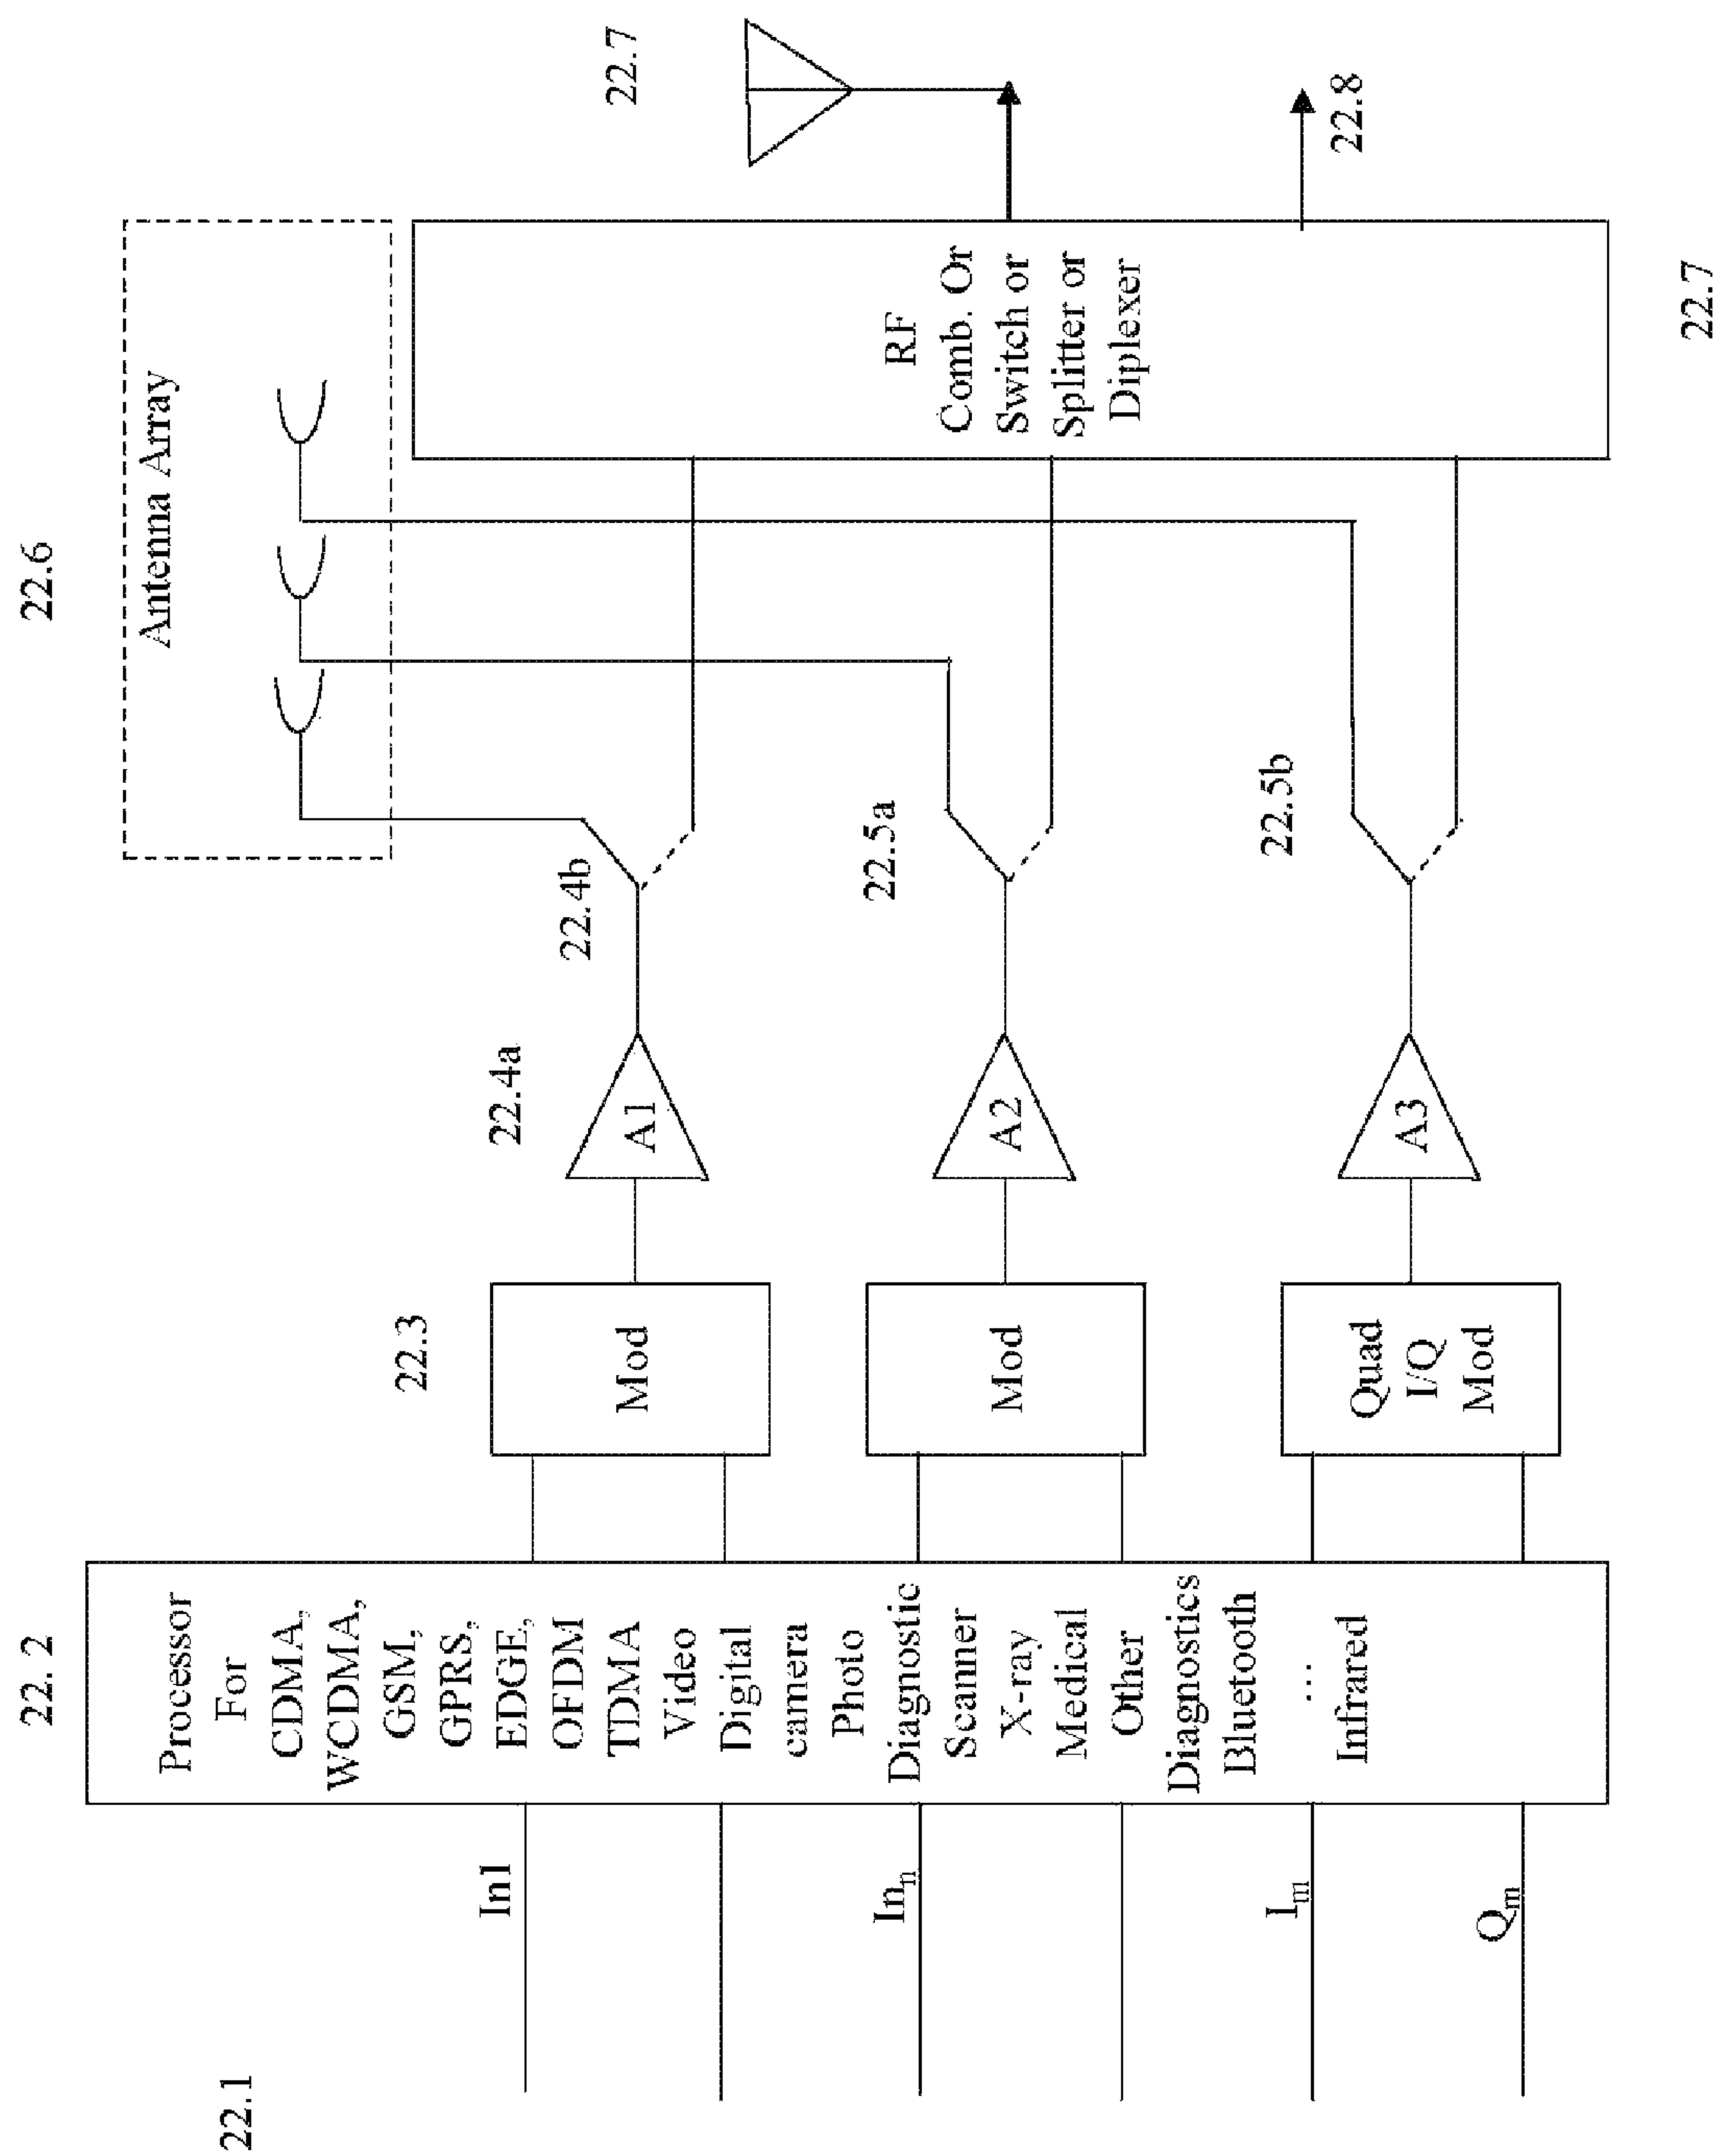 22.1
In1
In_n
I_m
Q_m
22. 2
Processor
For
CDMA,
WCDMA,
GSM,
GPRS,
EDGE,
OFDM
TDMA
Video
Digital
camera
Photo
Diagnostic
Scanner
X-ray
Medical
Other
Diagnostics
Bluetooth
...
Infrared
22.3
Mod
Mod
Quad
I/Q
Mod
22.4a
A1
A2
A3
22.4b
22.5a
22.5b
22.6
Antenna Array
RF
Comb. Or
Switch or
Splitter or
Diplexer
22.7
22.7
22.8